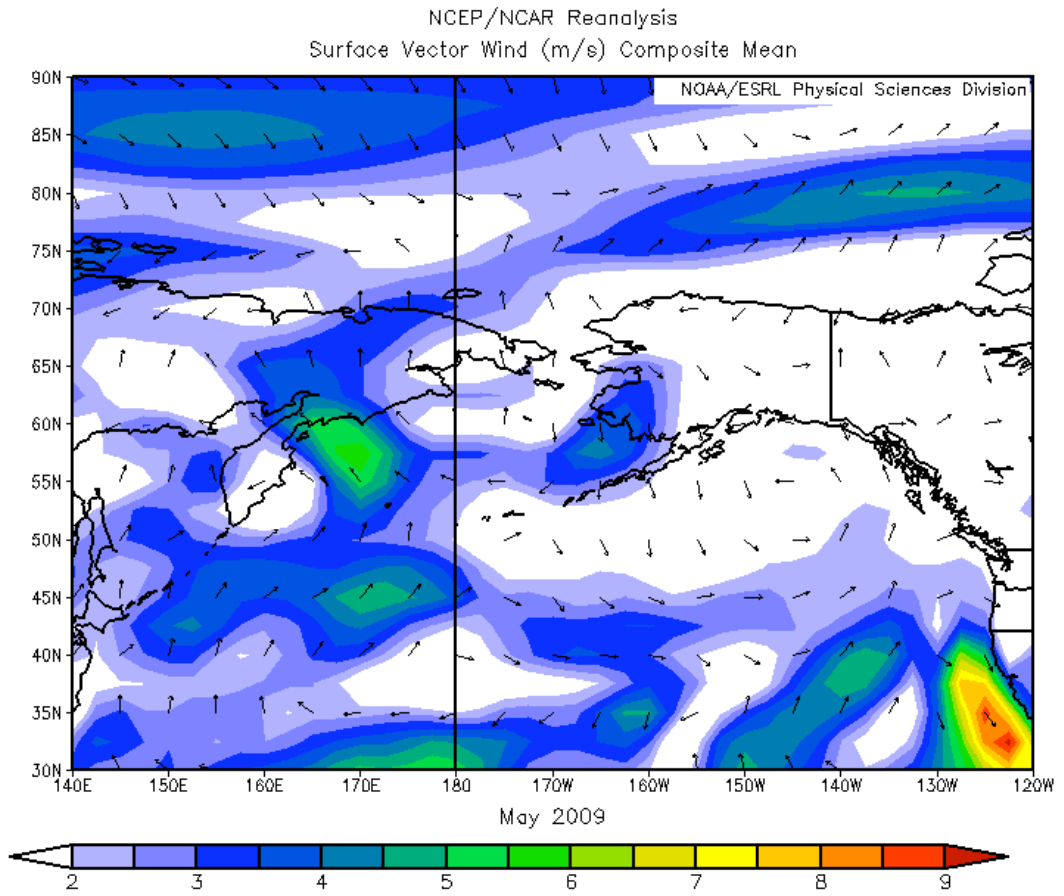 NCEP/NCAR Reanalysis
Surface Vector Wind (m/s) Composite Mean
NOAA/ESRL Physical Sciences Division
90N
85N
80N
75N
70N
65N
60N
55N
50N
45N
40N
35N
30N
140E 150E 160E 170E 180 170W 160W 150W 140W 130W 120W
May 2009
2 3 4 5 6 7 8 9